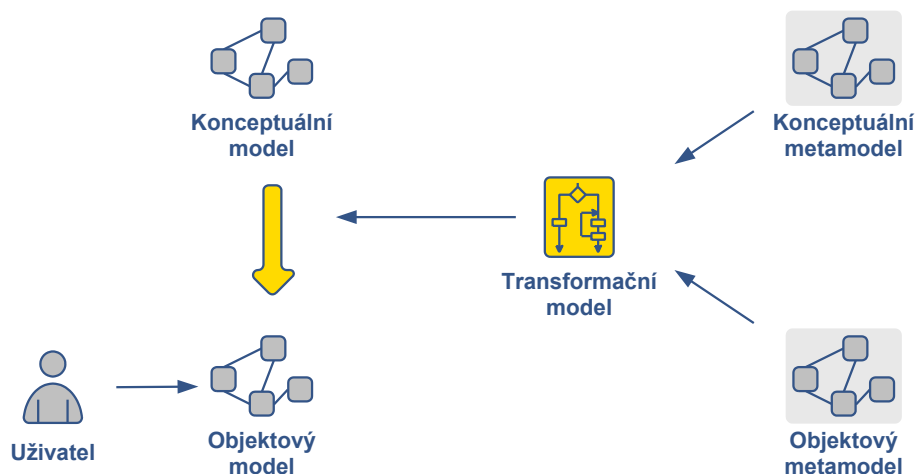 Konceptuální
model
Konceptuální
metamodel
Transformační
model
Uživatel
Objektový
model
Objektový
metamodel